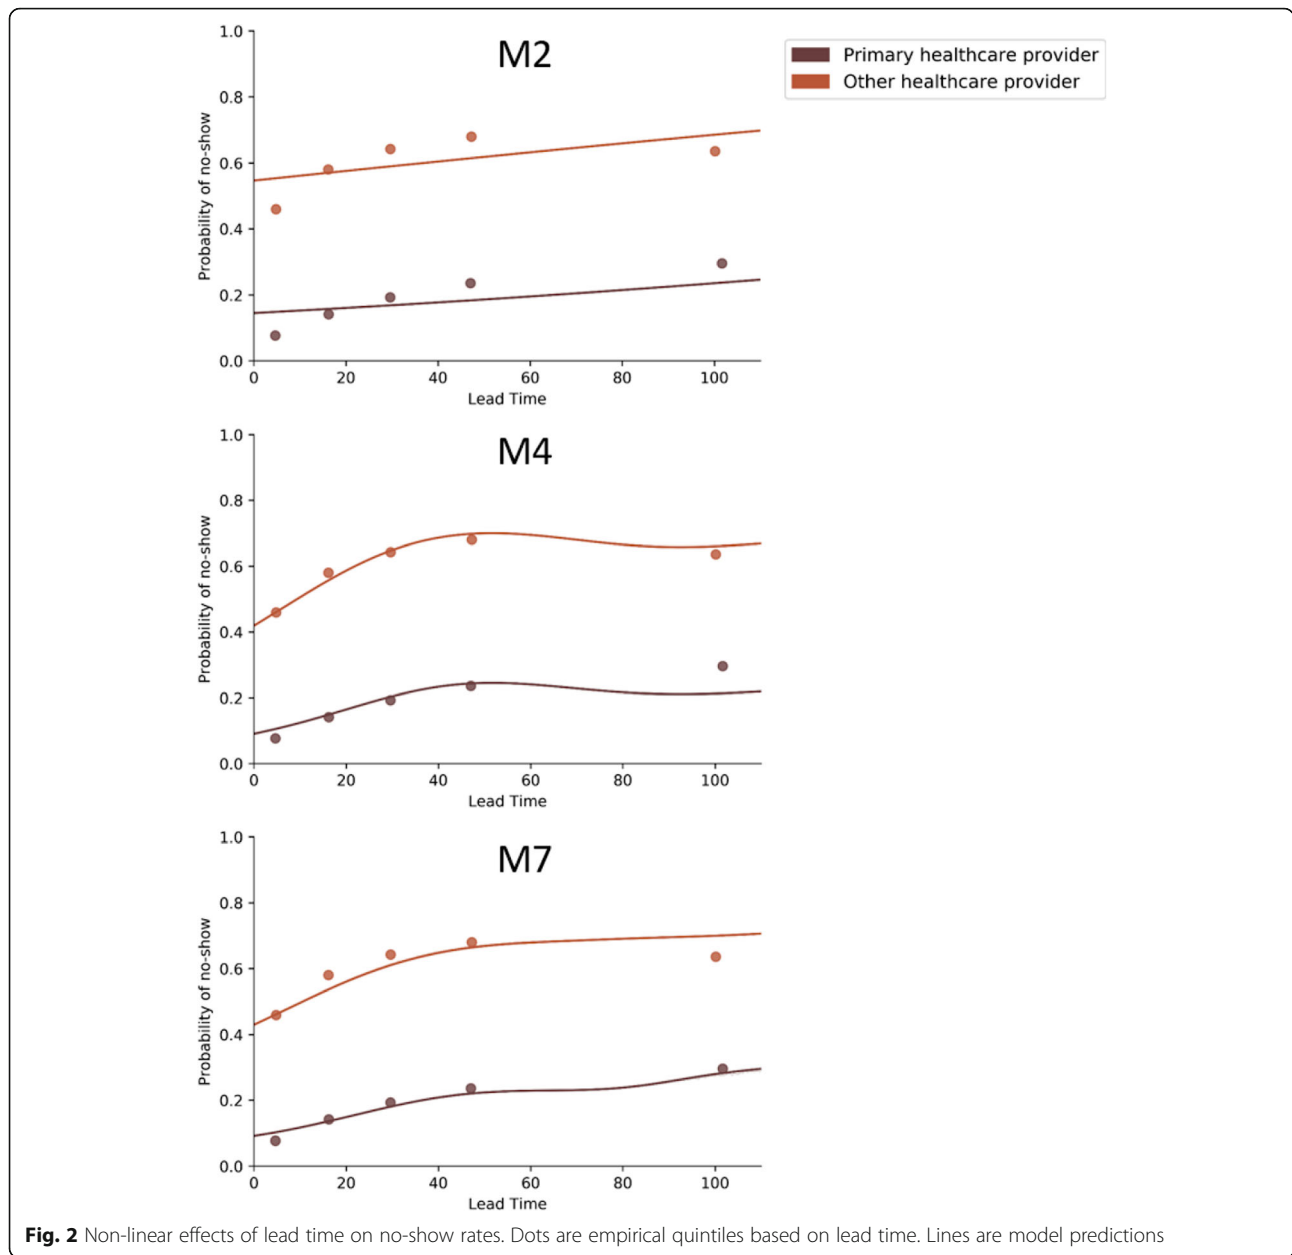 M2
Primary healthcare provider
Other healthcare provider
Probability of no-show
1.0
0.8
0.6
0.4
0.2
0.0
0 20 40 60 80 100
Lead Time
M4
Probability of no-show
1.0
0.8
0.6
0.4
0.2
0.0
0 20 40 60 80 100
Lead Time
M7
Probability of no-show
1.0
0.8
0.6
0.4
0.2
0.0
0 20 40 60 80 100
Lead Time
Fig. 2 Non-linear effects of lead time on no-show rates. Dots are empirical quintiles based on lead time. Lines are model predictions